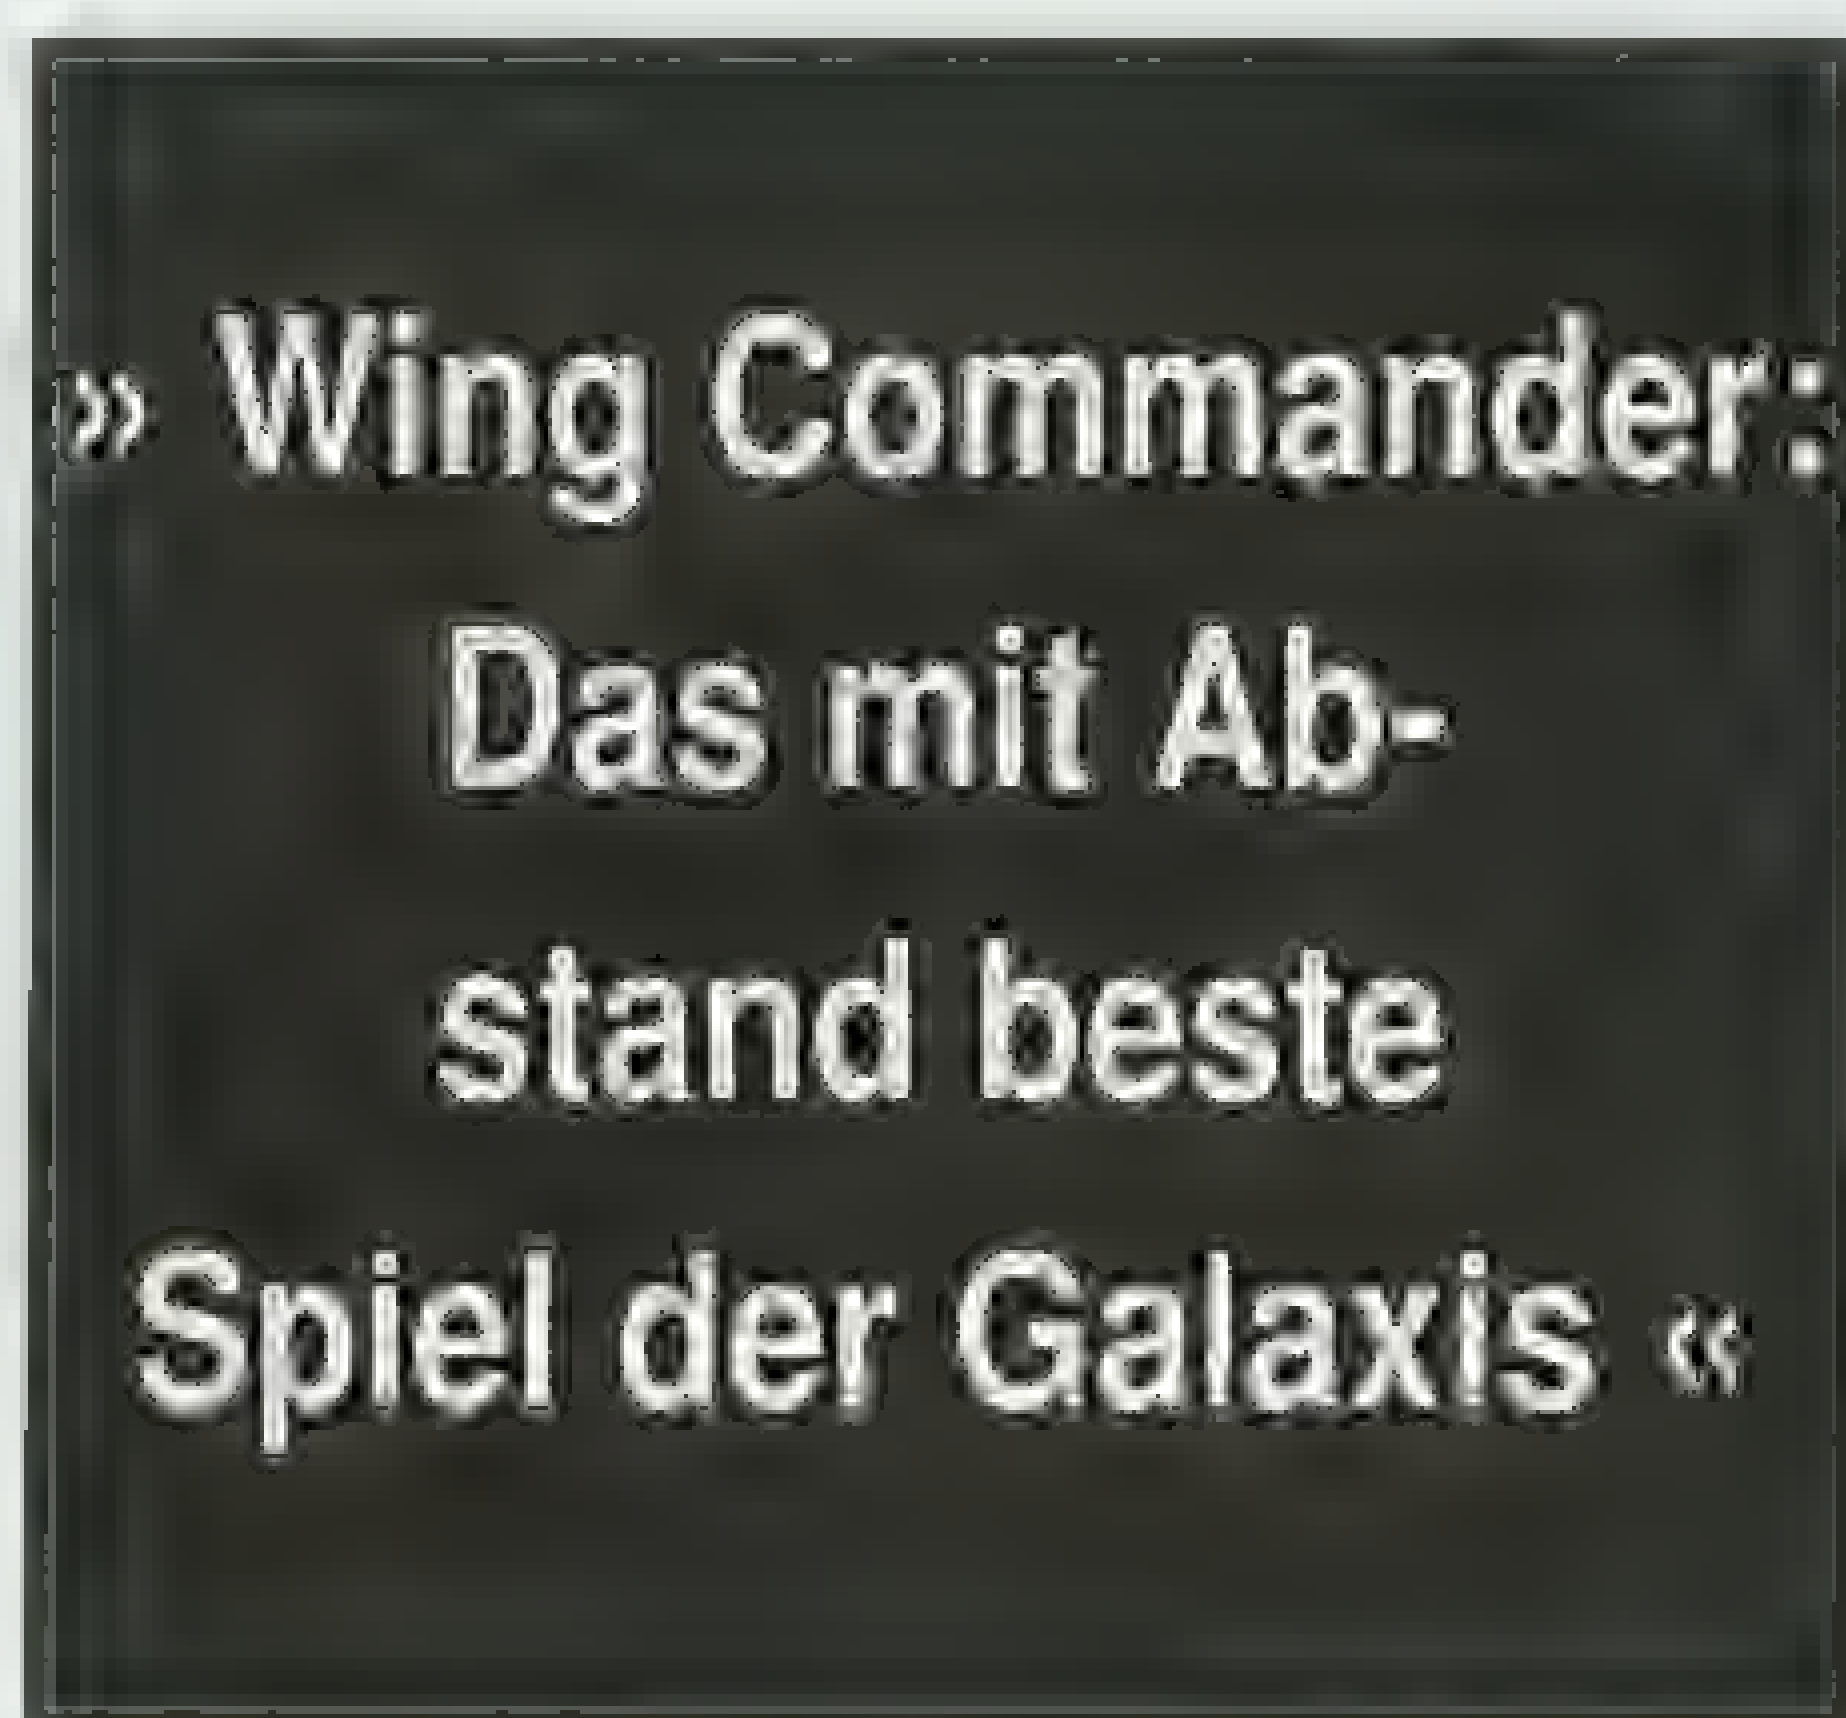 » Wing Commander:
Das mit Ab-
stand beste
Spiel der Galaxis «